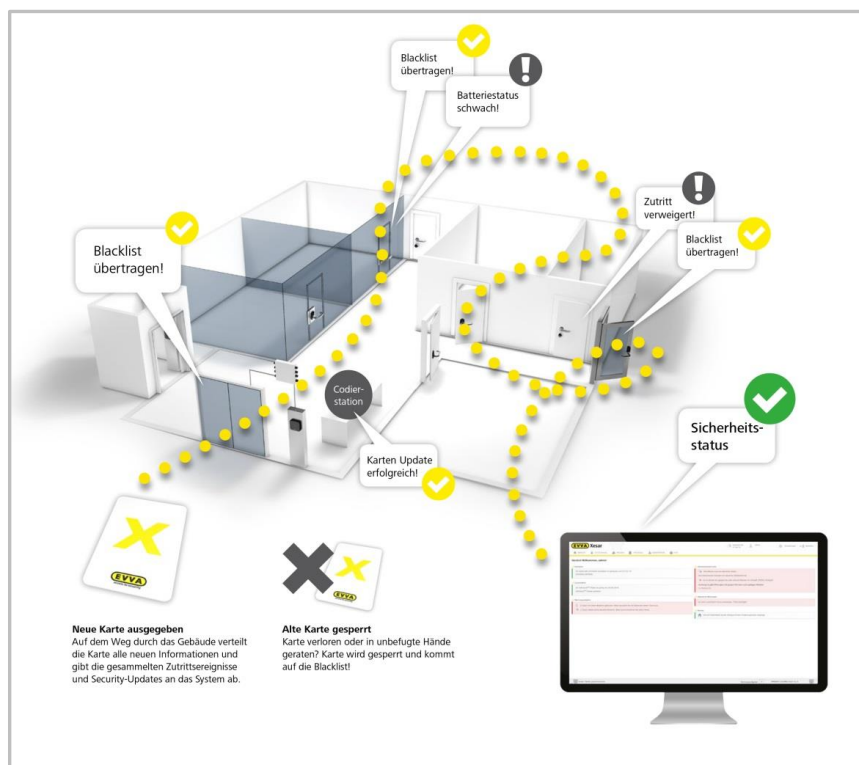 Blacklist
übertragen!
Batteriestatus
schwach!
Zutritt
verweigert!
Blacklist
übertragen!
Blacklist
übertragen!
Codier-
station
Karten Update
erfolgreich!
Sicherheits-
status
EVVA
EVVA
EVVA Xesar
Neue Karte ausgegeben
Auf dem Weg durch das Gebäude verteilt
die Karte alle neuen Informationen und
gibt die gesammelten Zutrittsereignisse
und Security-Updates an das System ab.
Alte Karte gesperrt
Karte verloren oder in unbefugte Hände
geraten? Karte wird gesperrt und kommt
auf die Blacklist!